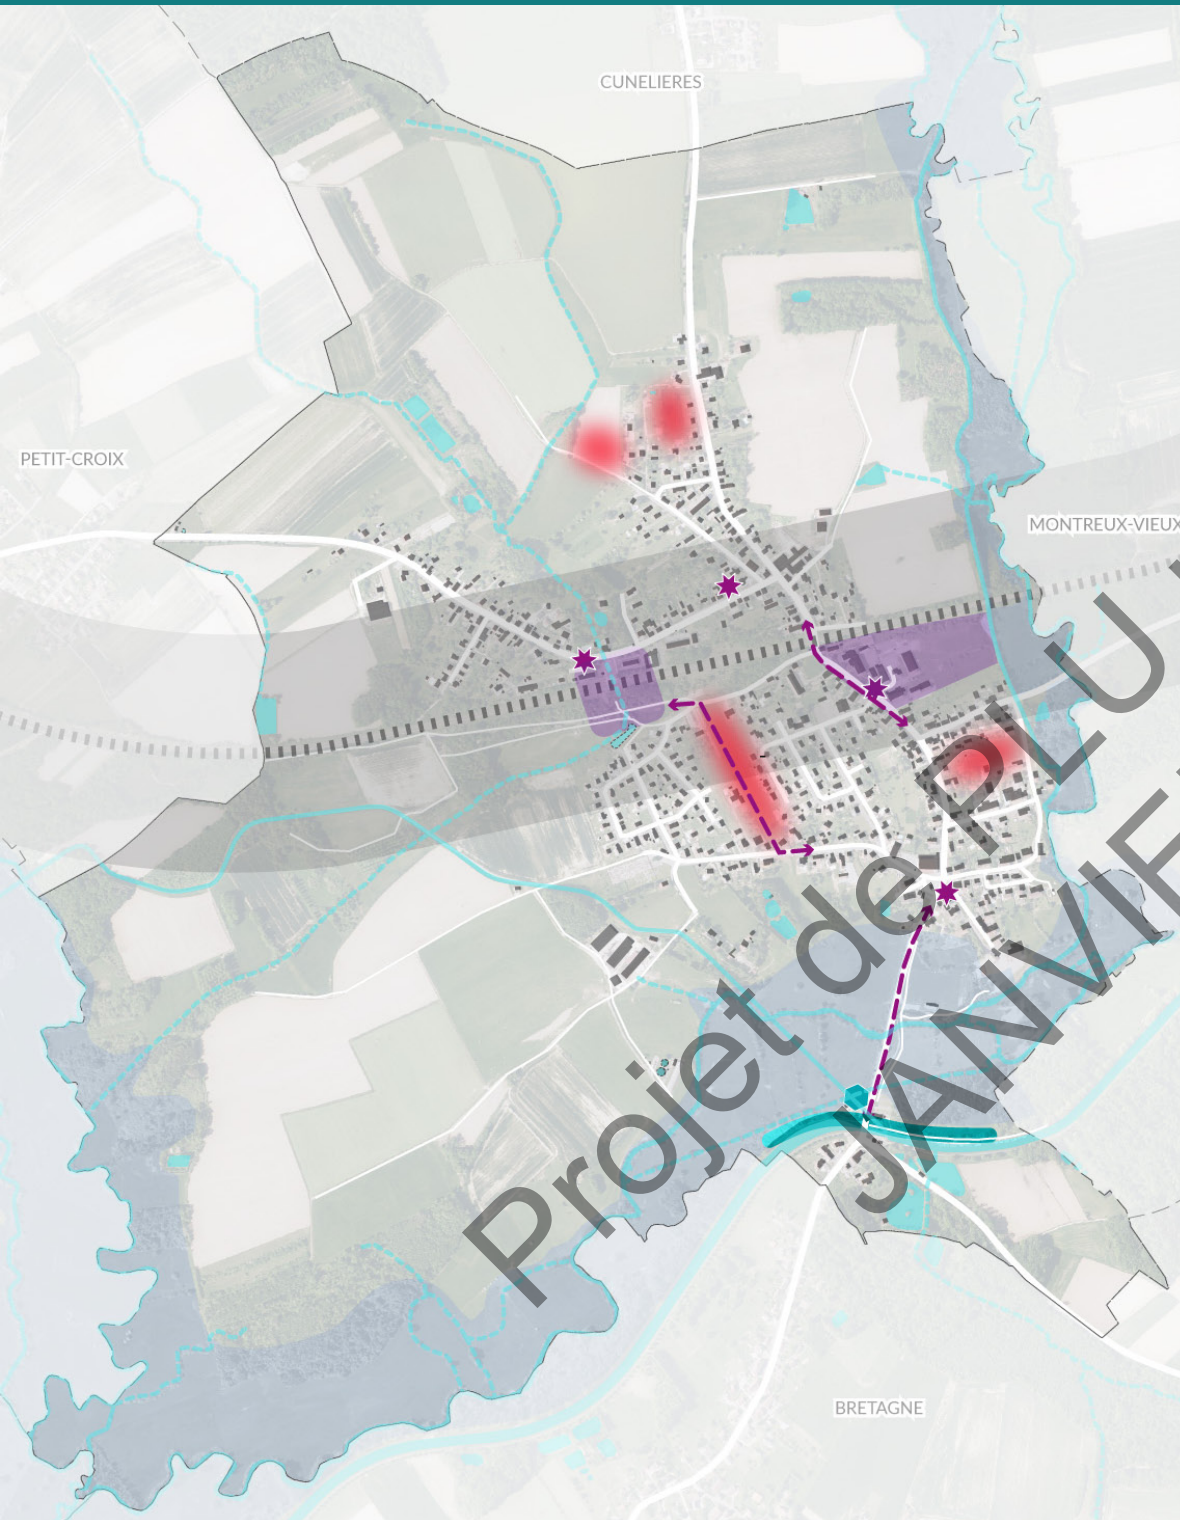 CUNELIERES
PETIT-CROIX
MONTREUX-VIEUX
Projet de PLU
JANVIE
BRETAGNE